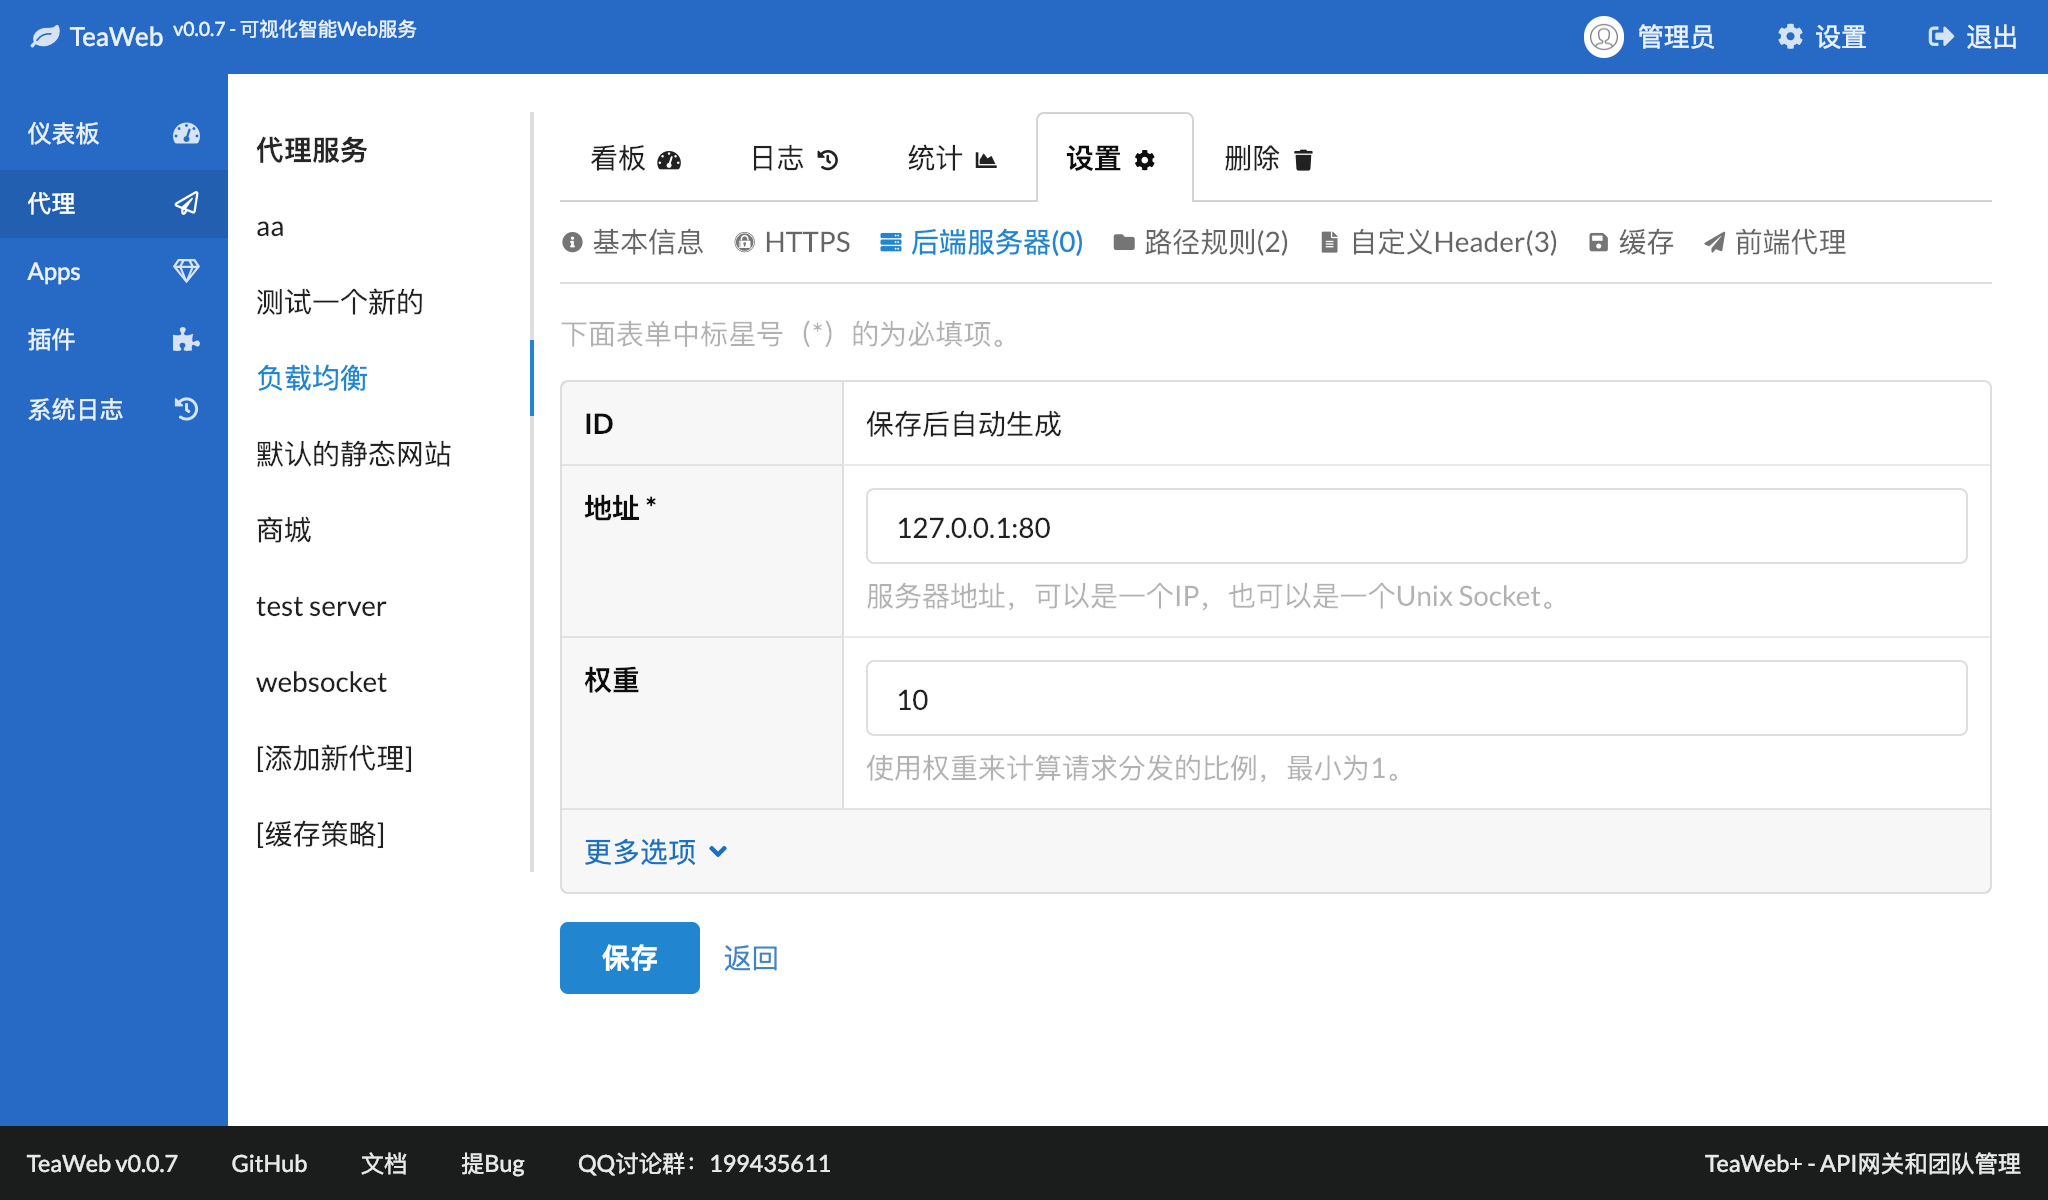 TeaWeb v0.0.7 - 可视化智能Web服务
管理员 设置 退出
仪表板
代理
Apps
插件
系统日志
代理服务
aa
测试一个新的
负载均衡
默认的静态网站
商城
test server
websocket
[添加新代理]
[缓存策略]
看板 日志 统计 设置 删除
基本信息 HTTPS 后端服务器(0) 路径规则(2) 自定义Header(3) 缓存 前端代理
下面表单中标星号（*）的为必填项。
ID 保存后自动生成
地址 * 127.0.0.1:80
服务器地址，可以是一个IP，也可以是一个Unix Socket。
权重 10
使用权重来计算请求分发的比例，最小为1。
更多选项
保存 返回
TeaWeb v0.0.7 GitHub 文档 提Bug QQ讨论群：199435611 TeaWeb+ - API网关和团队管理